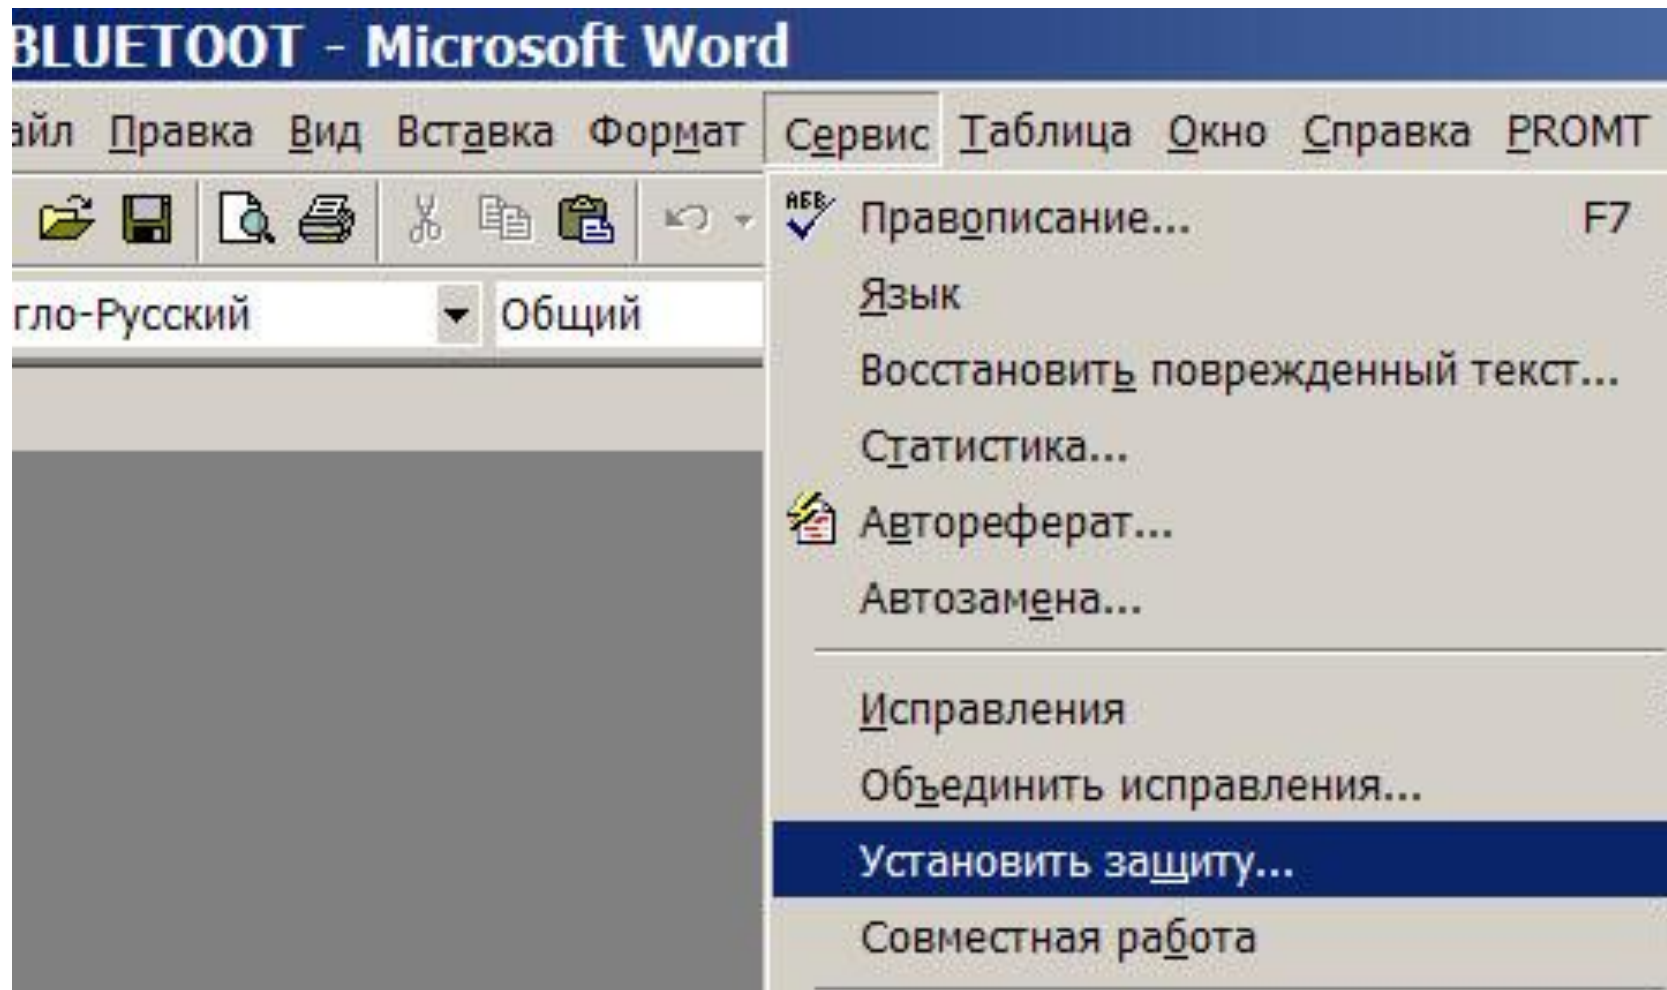 BLUETOOT - Microsoft Word
айл Правка Вид Вставка Формат Сервис Таблица Окно Справка PROMT
АБВ Правописание... F7
гло-Русский Общий
Язык
Восстановить поврежденный текст...
Статистика...
Автореферат...
Автозамена...
Исправления
Объединить исправления...
Установить защиту...
Совместная работа